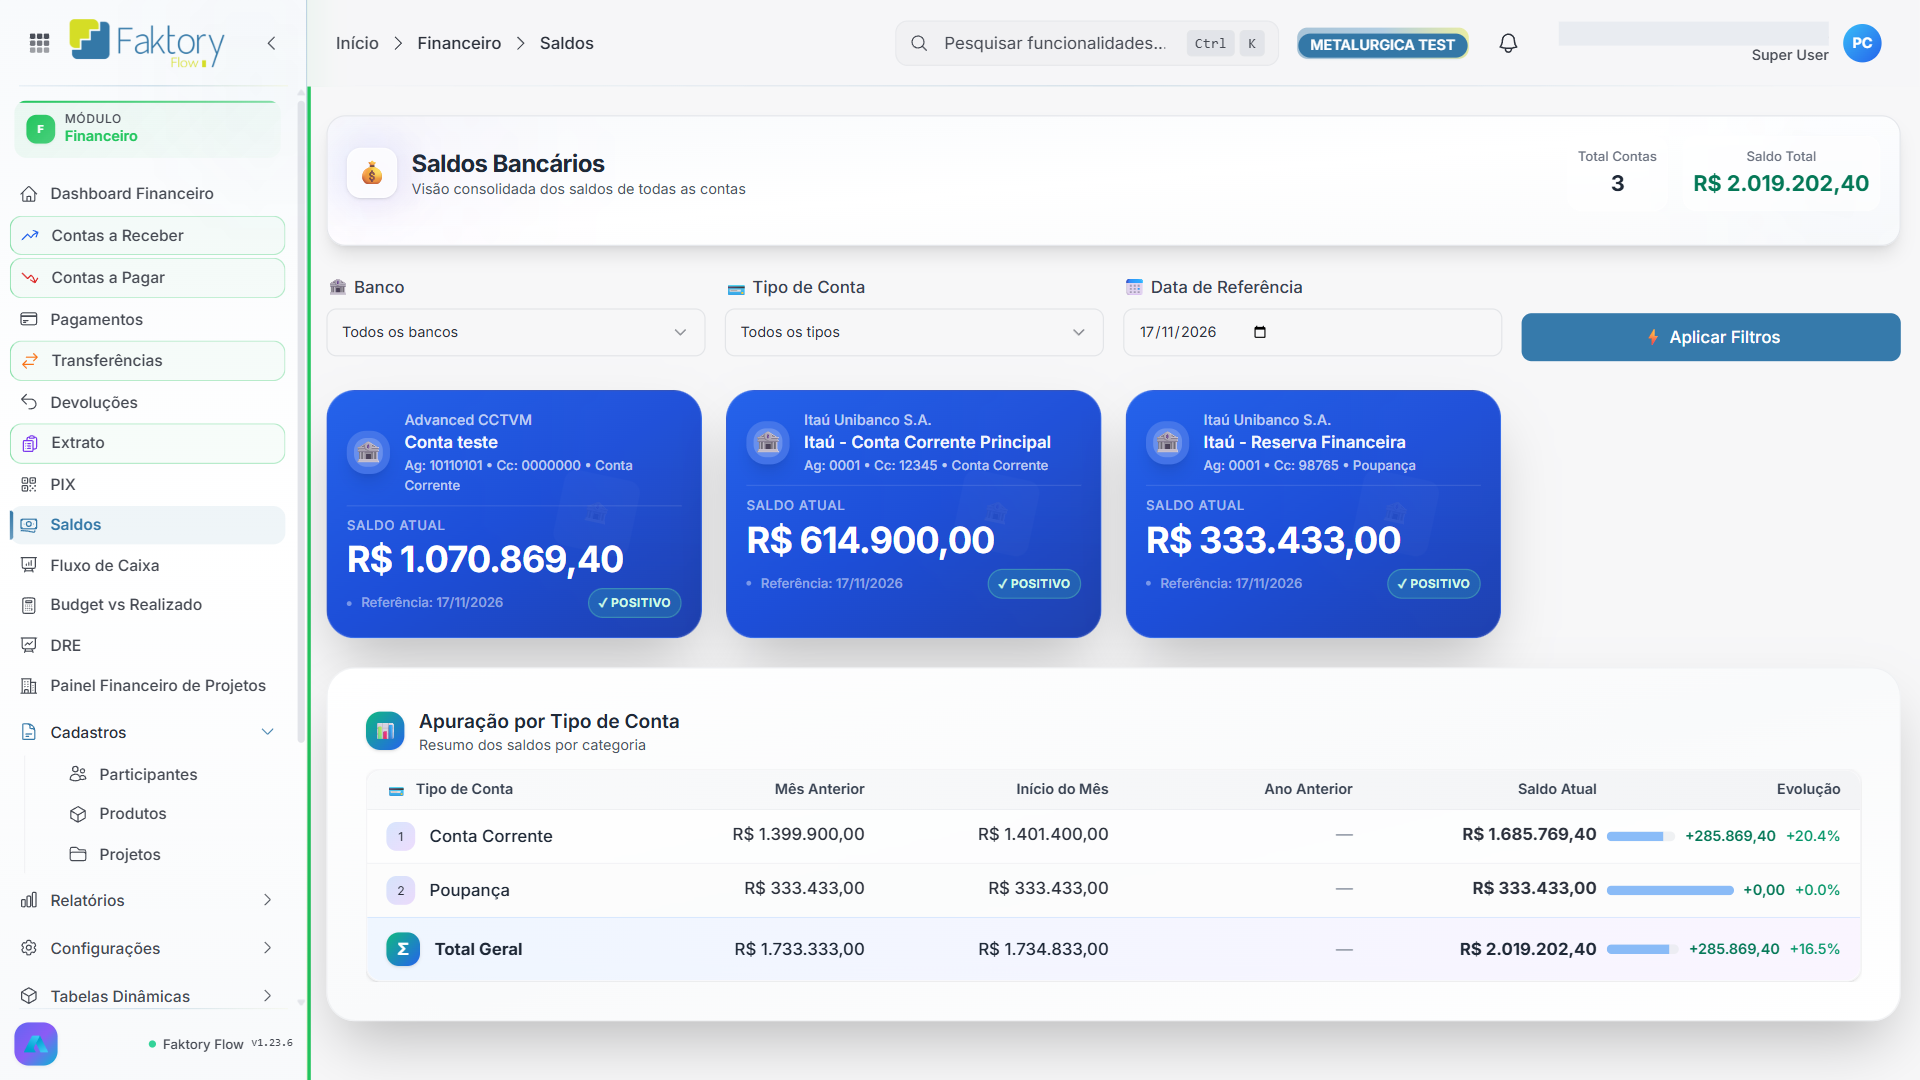 Faktory
Flow
Início > Financeiro > Saldos
Pesquisar funcionalidades...
Ctrl K
METALURGICA TEST
Super User
PC
F
MÓDULO
Financeiro
Dashboard Financeiro
Contas a Receber
Contas a Pagar
Pagamentos
Transferências
Devoluções
Extrato
PIX
Saldos
Fluxo de Caixa
Budget vs Realizado
DRE
Painel Financeiro de Projetos
Cadastros
Participantes
Produtos
Projetos
Relatórios
Configurações
Tabelas Dinâmicas
Faktory Flow v1.23.6
Saldos Bancários
Visão consolidada dos saldos de todas as contas
Total Contas
3
Saldo Total
R$ 2.019.202,40
Banco
Todos os bancos
Tipo de Conta
Todos os tipos
Data de Referência
17/11/2026
Aplicar Filtros
Advanced CCTVM
Conta teste
Ag: 10110101 • Cc: 0000000 • Conta
Corrente
SALDO ATUAL
R$ 1.070.869,40
Referência: 17/11/2026
✓ POSITIVO
Itaú Unibanco S.A.
Itaú - Conta Corrente Principal
Ag: 0001 • Cc: 12345 • Conta Corrente
SALDO ATUAL
R$ 614.900,00
Referência: 17/11/2026
✓ POSITIVO
Itaú Unibanco S.A.
Itaú - Reserva Financeira
Ag: 0001 • Cc: 98765 • Poupança
SALDO ATUAL
R$ 333.433,00
Referência: 17/11/2026
✓ POSITIVO
Apuração por Tipo de Conta
Resumo dos saldos por categoria
Tipo de Conta Mês Anterior Início do Mês Ano Anterior Saldo Atual Evolução
1 Conta Corrente R$ 1.399.900,00 R$ 1.401.400,00 — R$ 1.685.769,40 +285.869,40 +20.4%
2 Poupança R$ 333.433,00 R$ 333.433,00 — R$ 333.433,00 +0,00 +0.0%
Σ Total Geral R$ 1.733.333,00 R$ 1.734.833,00 — R$ 2.019.202,40 +285.869,40 +16.5%